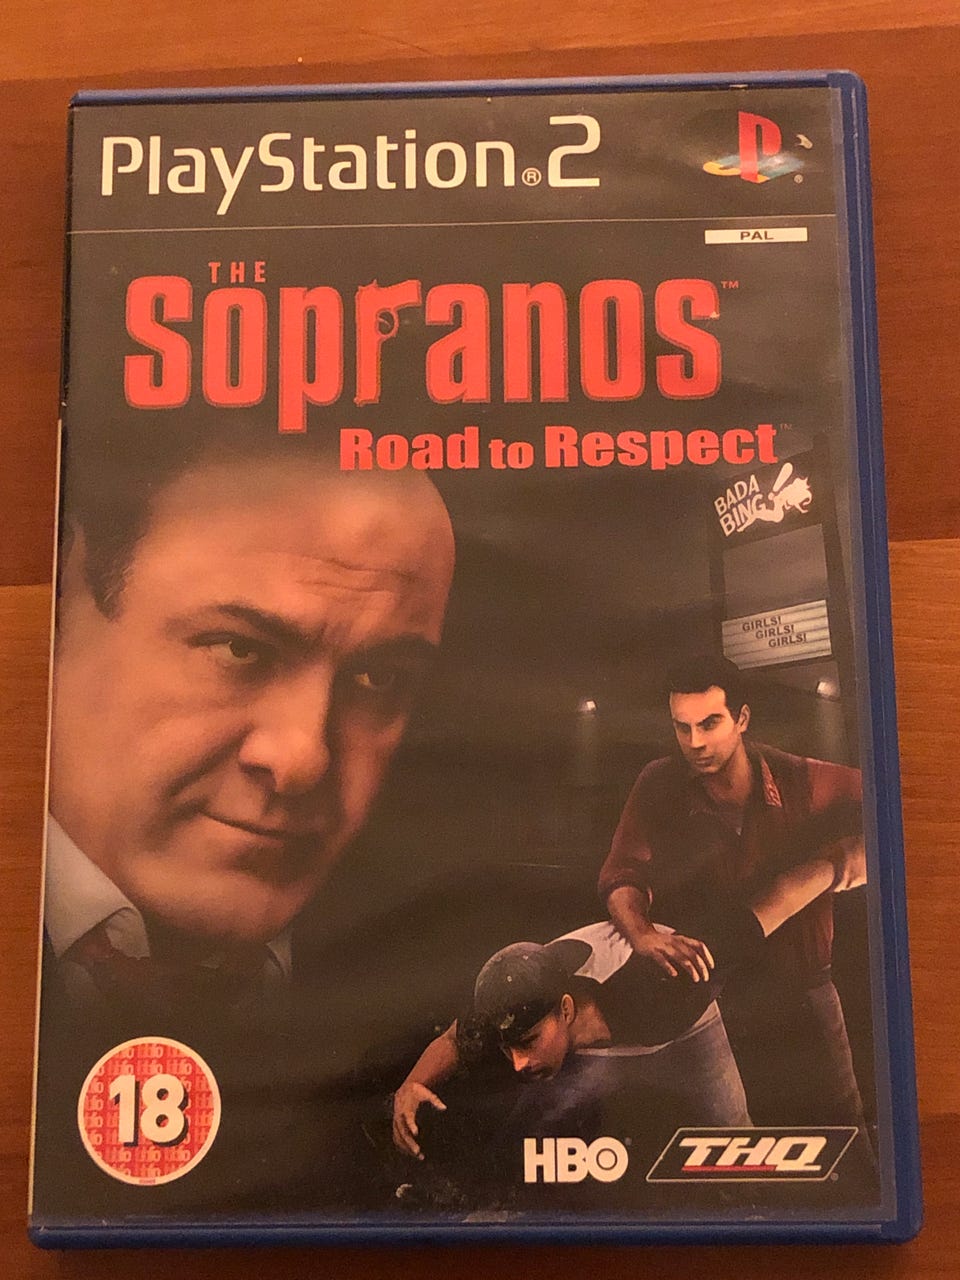 PlayStation®2
PAL
THE
Sopranos™
Road to Respect™
BADA
BING!
GIRLS!
GIRLS!
GIRLS!
18
HBO®
THQ®